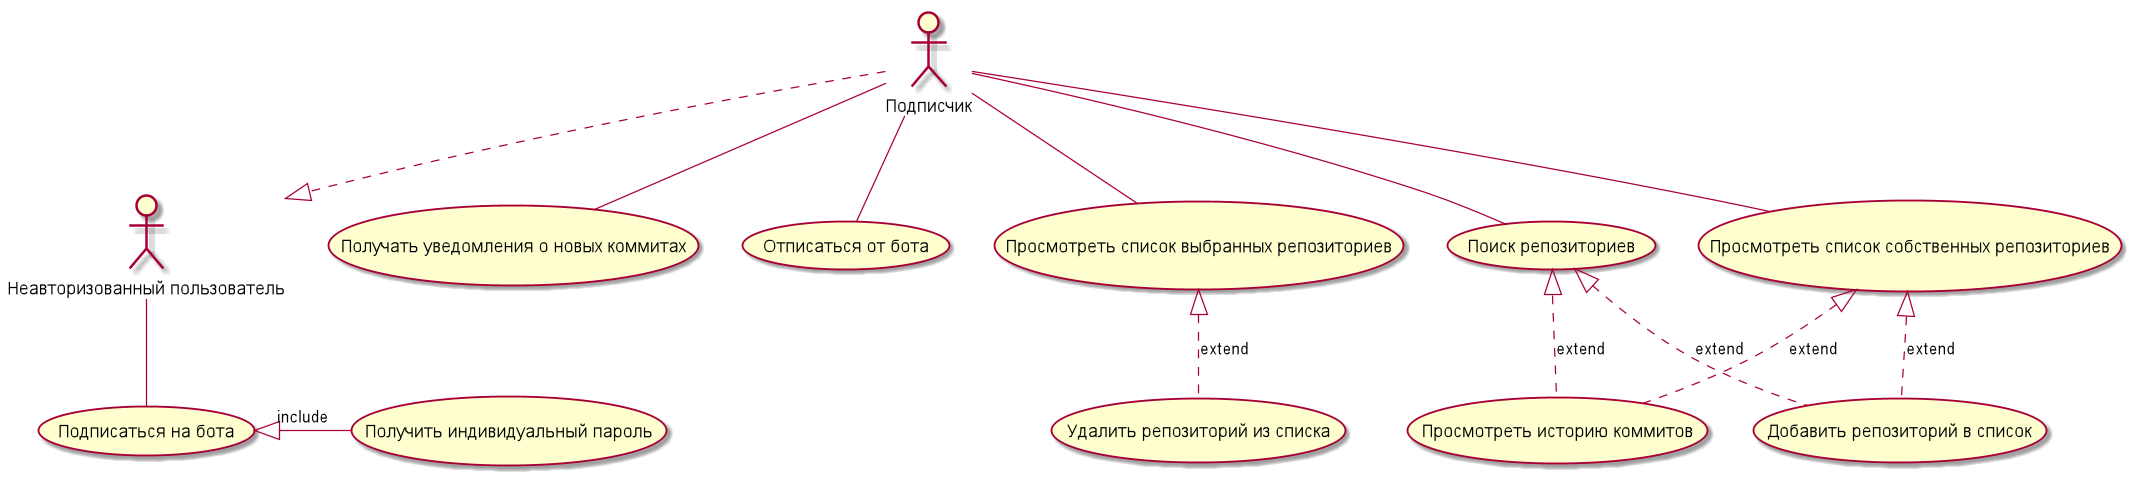 Подписчик
Неавторизованный пользователь
Получать уведомления о новых коммитах
Отписаться от бота
Просмотреть список выбранных репозиториев
Поиск репозиториев
Просмотреть список собственных репозиториев
extend
extend
extend
extend
extend
include
Подписаться на бота
Получить индивидуальный пароль
Удалить репозиторий из списка
Просмотреть историю коммитов
Добавить репозиторий в список